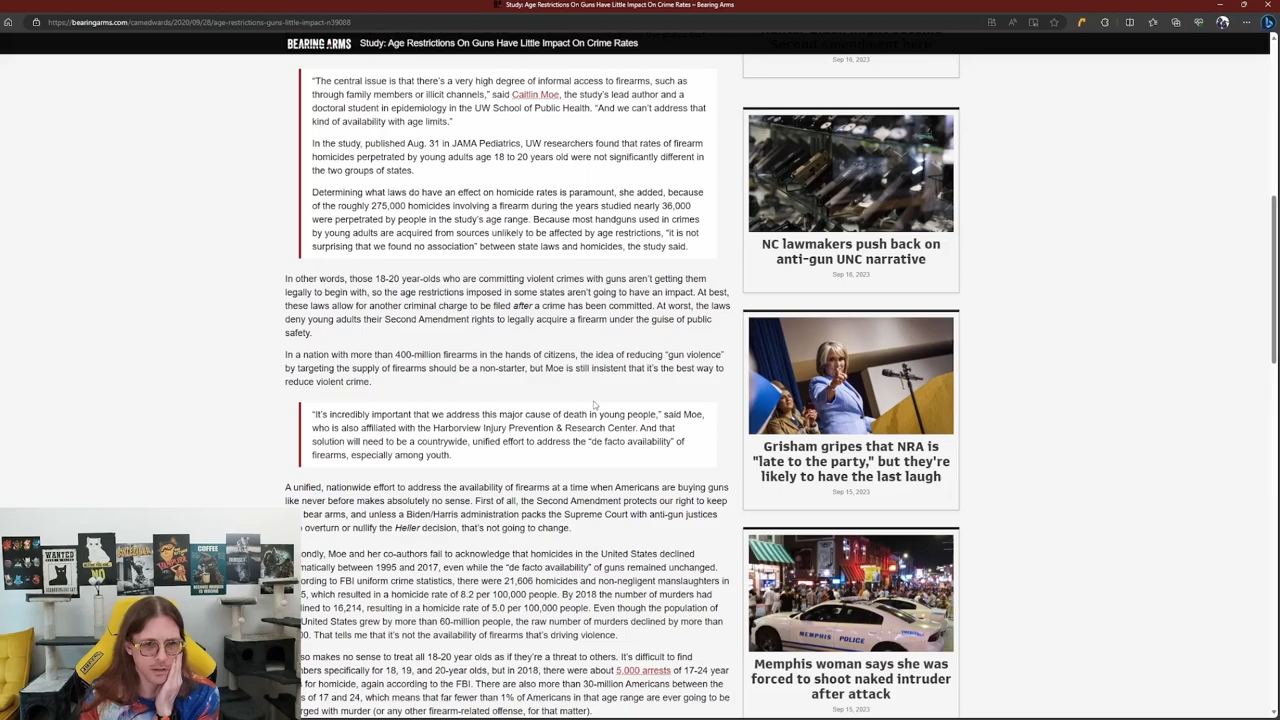 Study: Age Restrictions On Guns Have Little Impact On Crime Rates – Bearing Arms
https://bearingarms.com/camedwards/2020/09/28/age-restrictions-guns-little-impact-n39088
BEARING ARMS Study: Age Restrictions On Guns Have Little Impact On Crime Rates
“The central issue is that there’s a very high degree of informal access to firearms, such as
through family members or illicit channels,” said Caitlin Moe, the study’s lead author and a
doctoral student in epidemiology in the UW School of Public Health. “And we can’t address that
kind of availability with age limits.”
In the study, published Aug. 31 in JAMA Pediatrics, UW researchers found that rates of firearm
homicides perpetrated by young adults age 18 to 20 years old were not significantly different in
the two groups of states.
Determining what laws do have an effect on homicide rates is paramount, she added, because
of the roughly 275,000 homicides involving a firearm during the years studied nearly 36,000
were perpetrated by people in the study’s age range. Because most handguns used in crimes
by young adults are acquired from sources unlikely to be affected by age restrictions, “it is not
surprising that we found no association” between state laws and homicides, the study said.
In other words, those 18-20 year-olds who are committing violent crimes with guns aren’t getting them
legally to begin with, so the age restrictions imposed in some states aren’t going to have an impact. At best,
these laws allow for another criminal charge to be filed after a crime has been committed. At worst, the laws
deny young adults their Second Amendment rights to legally acquire a firearm under the guise of public
safety.
In a nation with more than 400-million firearms in the hands of citizens, the idea of reducing “gun violence”
by targeting the supply of firearms should be a non-starter, but Moe is still insistent that it’s the best way to
reduce violent crime.
“It’s incredibly important that we address this major cause of death in young people,” said Moe,
who is also affiliated with the Harborview Injury Prevention & Research Center. And that
solution will need to be a countrywide, unified effort to address the “de facto availability” of
firearms, especially among youth.
A unified, nationwide effort to address the availability of firearms at a time when Americans are buying guns
like never before makes absolutely no sense. First of all, the Second Amendment protects our right to keep
bear arms, and unless a Biden/Harris administration packs the Supreme Court with anti-gun justices
overturn or nullify the Heller decision, that’s not going to change.
ondly, Moe and her co-authors fail to acknowledge that homicides in the United States declined
matically between 1995 and 2017, even while the “de facto availability” of guns remained unchanged.
ording to FBI uniform crime statistics, there were 21,606 homicides and non-negligent manslaughters in
5, which resulted in a homicide rate of 8.2 per 100,000 people. By 2018 the number of murders had
lined to 16,214, resulting in a homicide rate of 5.0 per 100,000 people. Even though the population of
United States grew by more than 60-million people, the raw number of murders declined by more than
00. That tells me that it’s not the availability of firearms that’s driving violence.
so makes no sense to treat all 18-20 year olds as if they’re a threat to others. It’s difficult to find
mbers specifically for 18, 19, and 20-year olds, but in 2018, there were about 5,000 arrests of 17-24 year
s for homicide, again according to the FBI. There are also more than 30-million Americans between the
s of 17 and 24, which means that far fewer than 1% of Americans in that age range are ever going to be
rged with murder (or any other firearm-related offense, for that matter).
Sep 16, 2023
NC lawmakers push back on
anti-gun UNC narrative
Sep 16, 2023
Grisham gripes that NRA is
"late to the party," but they're
likely to have the last laugh
Sep 15, 2023
MEMPHIS POLICE
Memphis woman says she was
forced to shoot naked intruder
after attack
Sep 15, 2023
WANTED
COFFEE